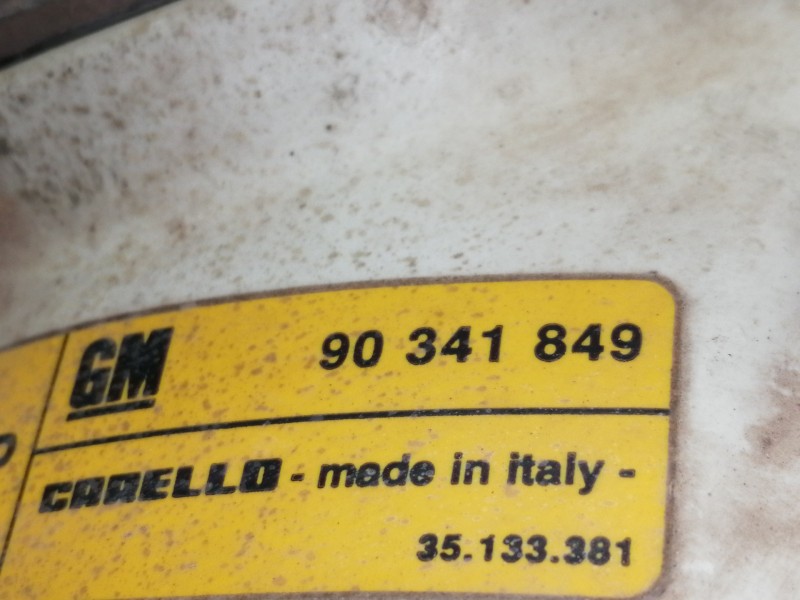 GM 90 341 849
CARELLO - made in italy -
35.133.381